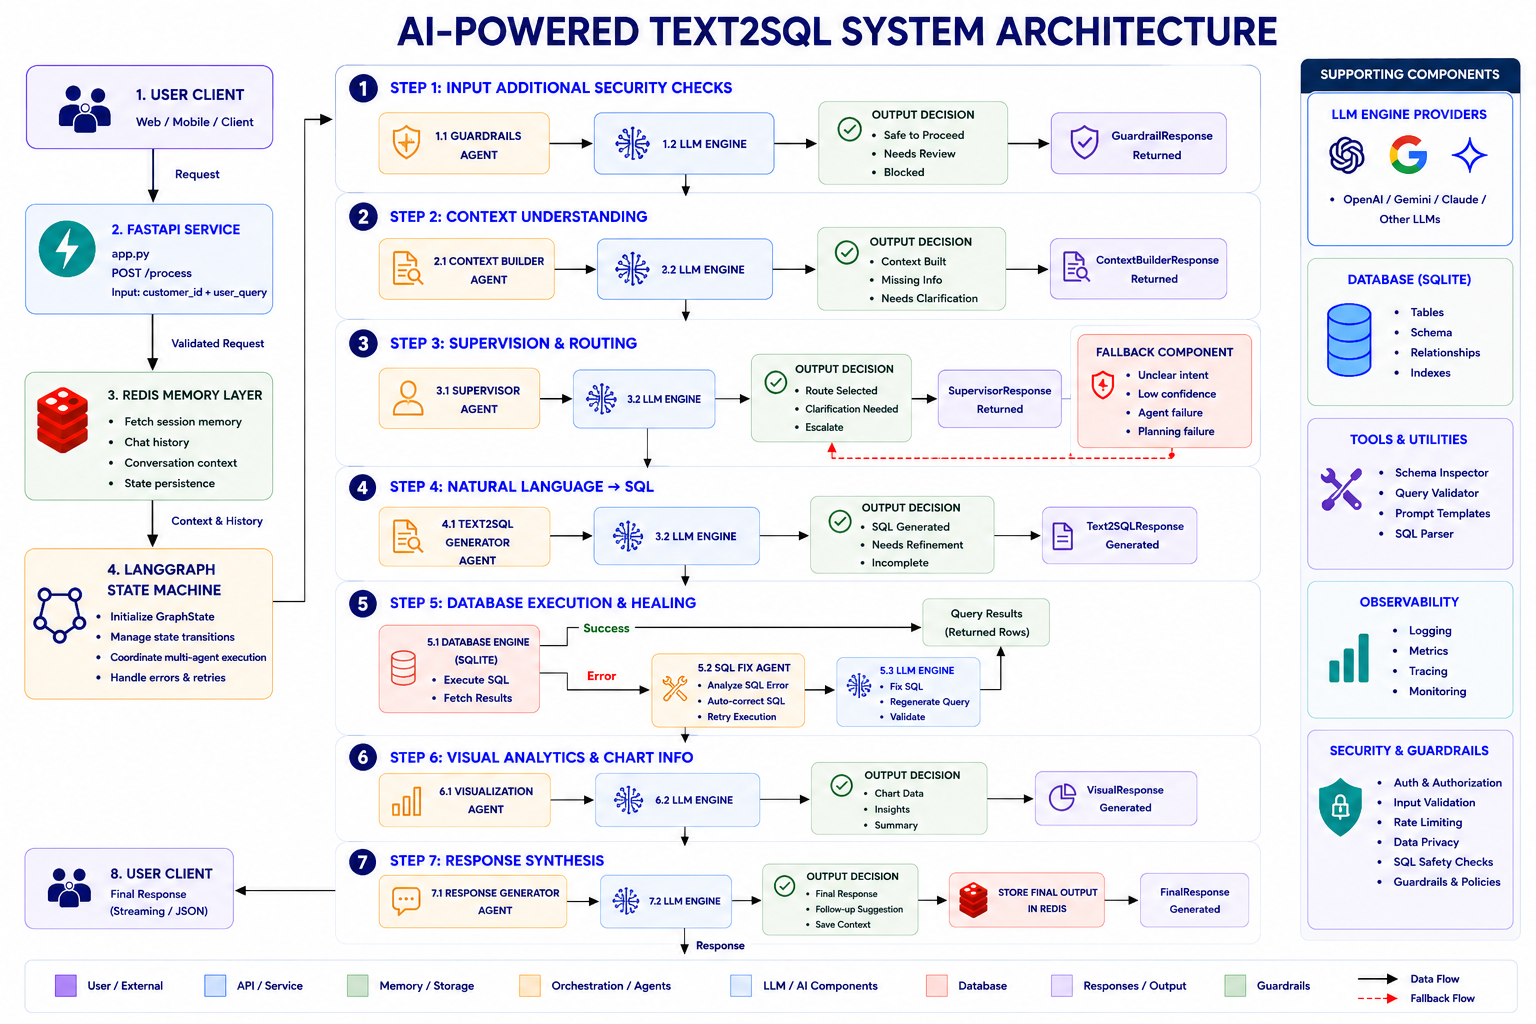 AI-POWERED TEXT2SQL SYSTEM ARCHITECTURE
1. USER CLIENT
Web / Mobile / Client
Request
2. FASTAPI SERVICE
app.py
POST /process
Input: customer_id + user_query
Validated Request
3. REDIS MEMORY LAYER
• Fetch session memory
• Chat history
• Conversation context
• State persistence
Context & History
4. LANGGRAPH
STATE MACHINE
• Initialize GraphState
• Manage state transitions
• Coordinate multi-agent execution
• Handle errors & retries
8. USER CLIENT
Final Response
(Streaming / JSON)
1 STEP 1: INPUT ADDITIONAL SECURITY CHECKS
1.1 GUARDRAILS
AGENT
1.2 LLM ENGINE
OUTPUT DECISION
• Safe to Proceed
• Needs Review
• Blocked
GuardrailResponse
Returned
2 STEP 2: CONTEXT UNDERSTANDING
2.1 CONTEXT BUILDER
AGENT
2.2 LLM ENGINE
OUTPUT DECISION
• Context Built
• Missing Info
• Needs Clarification
ContextBuilderResponse
Returned
3 STEP 3: SUPERVISION & ROUTING
3.1 SUPERVISOR
AGENT
3.2 LLM ENGINE
OUTPUT DECISION
• Route Selected
• Clarification Needed
• Escalate
SupervisorResponse
Returned
FALLBACK COMPONENT
• Unclear intent
• Low confidence
• Agent failure
• Planning failure
4 STEP 4: NATURAL LANGUAGE → SQL
4.1 TEXT2SQL
GENERATOR
AGENT
3.2 LLM ENGINE
OUTPUT DECISION
• SQL Generated
• Needs Refinement
• Incomplete
Text2SQLResponse
Generated
5 STEP 5: DATABASE EXECUTION & HEALING
5.1 DATABASE ENGINE
(SQLITE)
• Execute SQL
• Fetch Results
Success
Error
5.2 SQL FIX AGENT
• Analyze SQL Error
• Auto-correct SQL
• Retry Execution
5.3 LLM ENGINE
• Fix SQL
• Regenerate Query
• Validate
Query Results
(Returned Rows)
6 STEP 6: VISUAL ANALYTICS & CHART INFO
6.1 VISUALIZATION
AGENT
6.2 LLM ENGINE
OUTPUT DECISION
• Chart Data
• Insights
• Summary
VisualResponse
Generated
7 STEP 7: RESPONSE SYNTHESIS
7.1 RESPONSE GENERATOR
AGENT
7.2 LLM ENGINE
OUTPUT DECISION
• Final Response
• Follow-up Suggestion
• Save Context
STORE FINAL OUTPUT
IN REDIS
FinalResponse
Generated
Response
SUPPORTING COMPONENTS
LLM ENGINE PROVIDERS
• OpenAI / Gemini / Claude /
Other LLMs
DATABASE (SQLITE)
• Tables
• Schema
• Relationships
• Indexes
TOOLS & UTILITIES
• Schema Inspector
• Query Validator
• Prompt Templates
• SQL Parser
OBSERVABILITY
• Logging
• Metrics
• Tracing
• Monitoring
SECURITY & GUARDRAILS
• Auth & Authorization
• Input Validation
• Rate Limiting
• Data Privacy
• SQL Safety Checks
• Guardrails & Policies
User / External
API / Service
Memory / Storage
Orchestration / Agents
LLM / AI Components
Database
Responses / Output
Guardrails
Data Flow
Fallback Flow